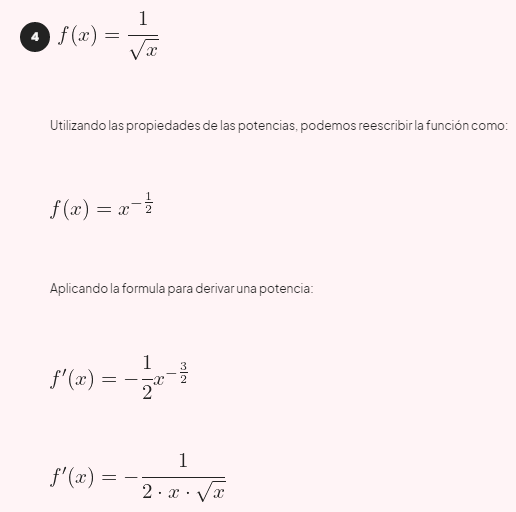 4 f(x) = 1/√x
Utilizando las propiedades de las potencias, podemos reescribir la función como:
f(x) = x^(-1/2)
Aplicando la formula para derivar una potencia:
f′(x) = -1/2 x^(-3/2)
f′(x) = -1/(2 · x · √x)